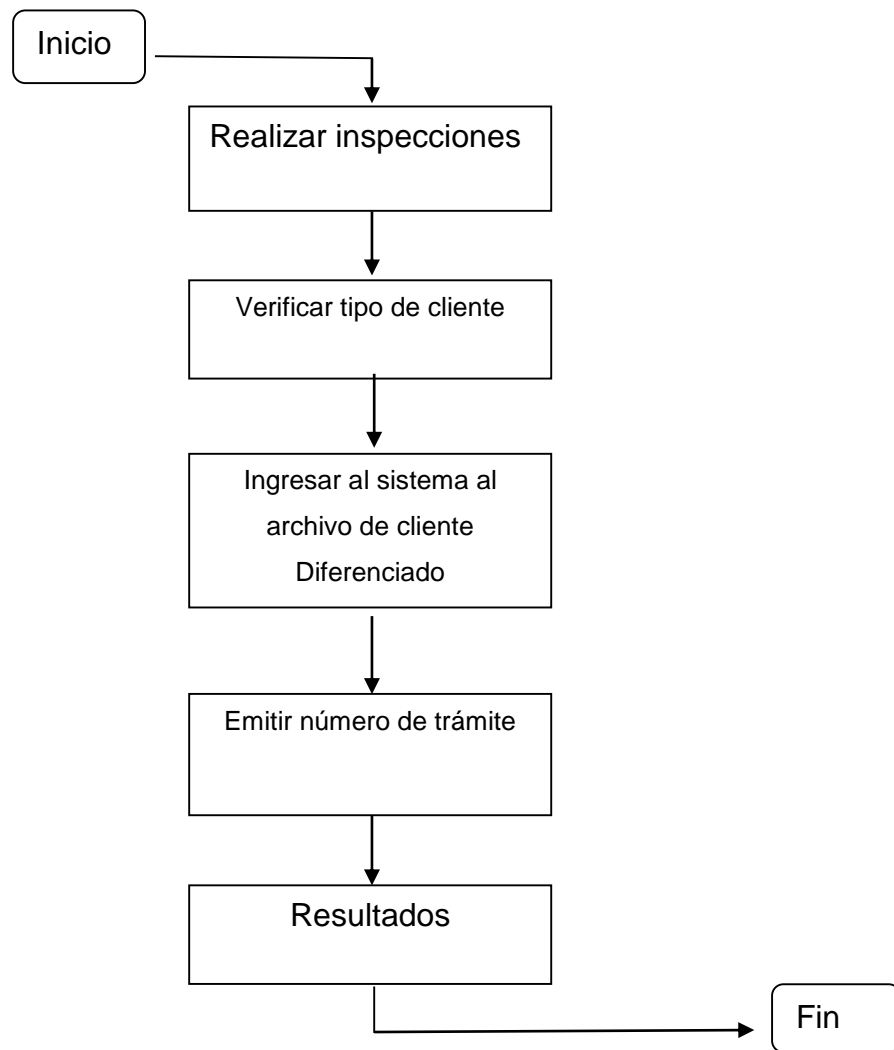 Inicio
Realizar inspecciones
Verificar tipo de cliente
Ingresar al sistema al
archivo de cliente
Diferenciado
Emitir número de trámite
Resultados
Fin